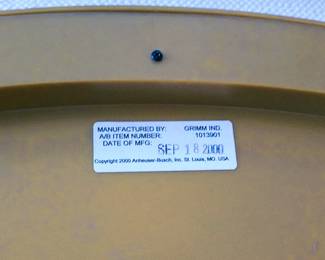 MANUFACTURED BY: GRIMM IND.
A/B ITEM NUMBER: 1013901
DATE OF MFG: SEP 18 2000
Copyright 2000 Anheuser-Busch, Inc. St. Louis, MO. USA